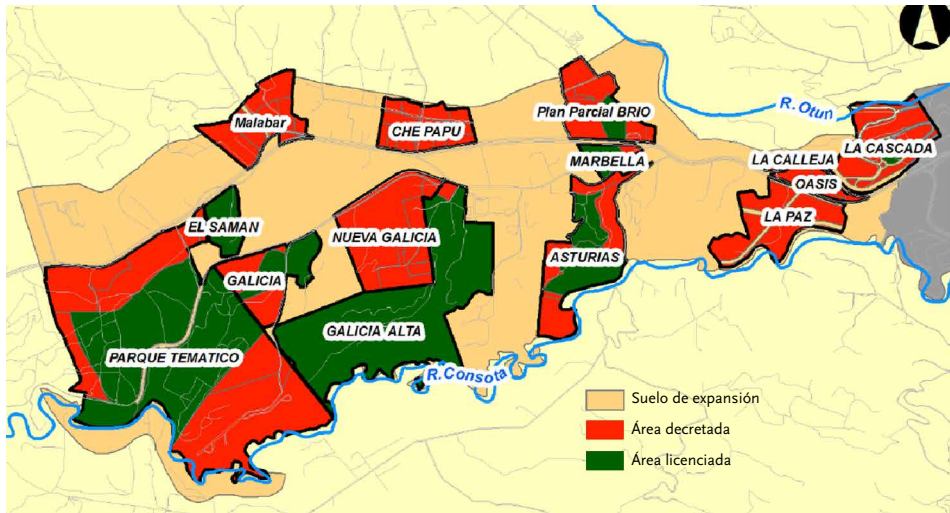 R. Otun
Malabar
CHE PAPU
Plan Parcial BRIO
LA CASCADA
MARBELLA
LA CALLEJA
OASIS
LA PAZ
EL SAMAN
NUEVA GALICIA
ASTURIAS
GALICIA
GALICIA ALTA
PARQUE TEMATICO
R. Consota
Suelo de expansión
Área decretada
Área licenciada